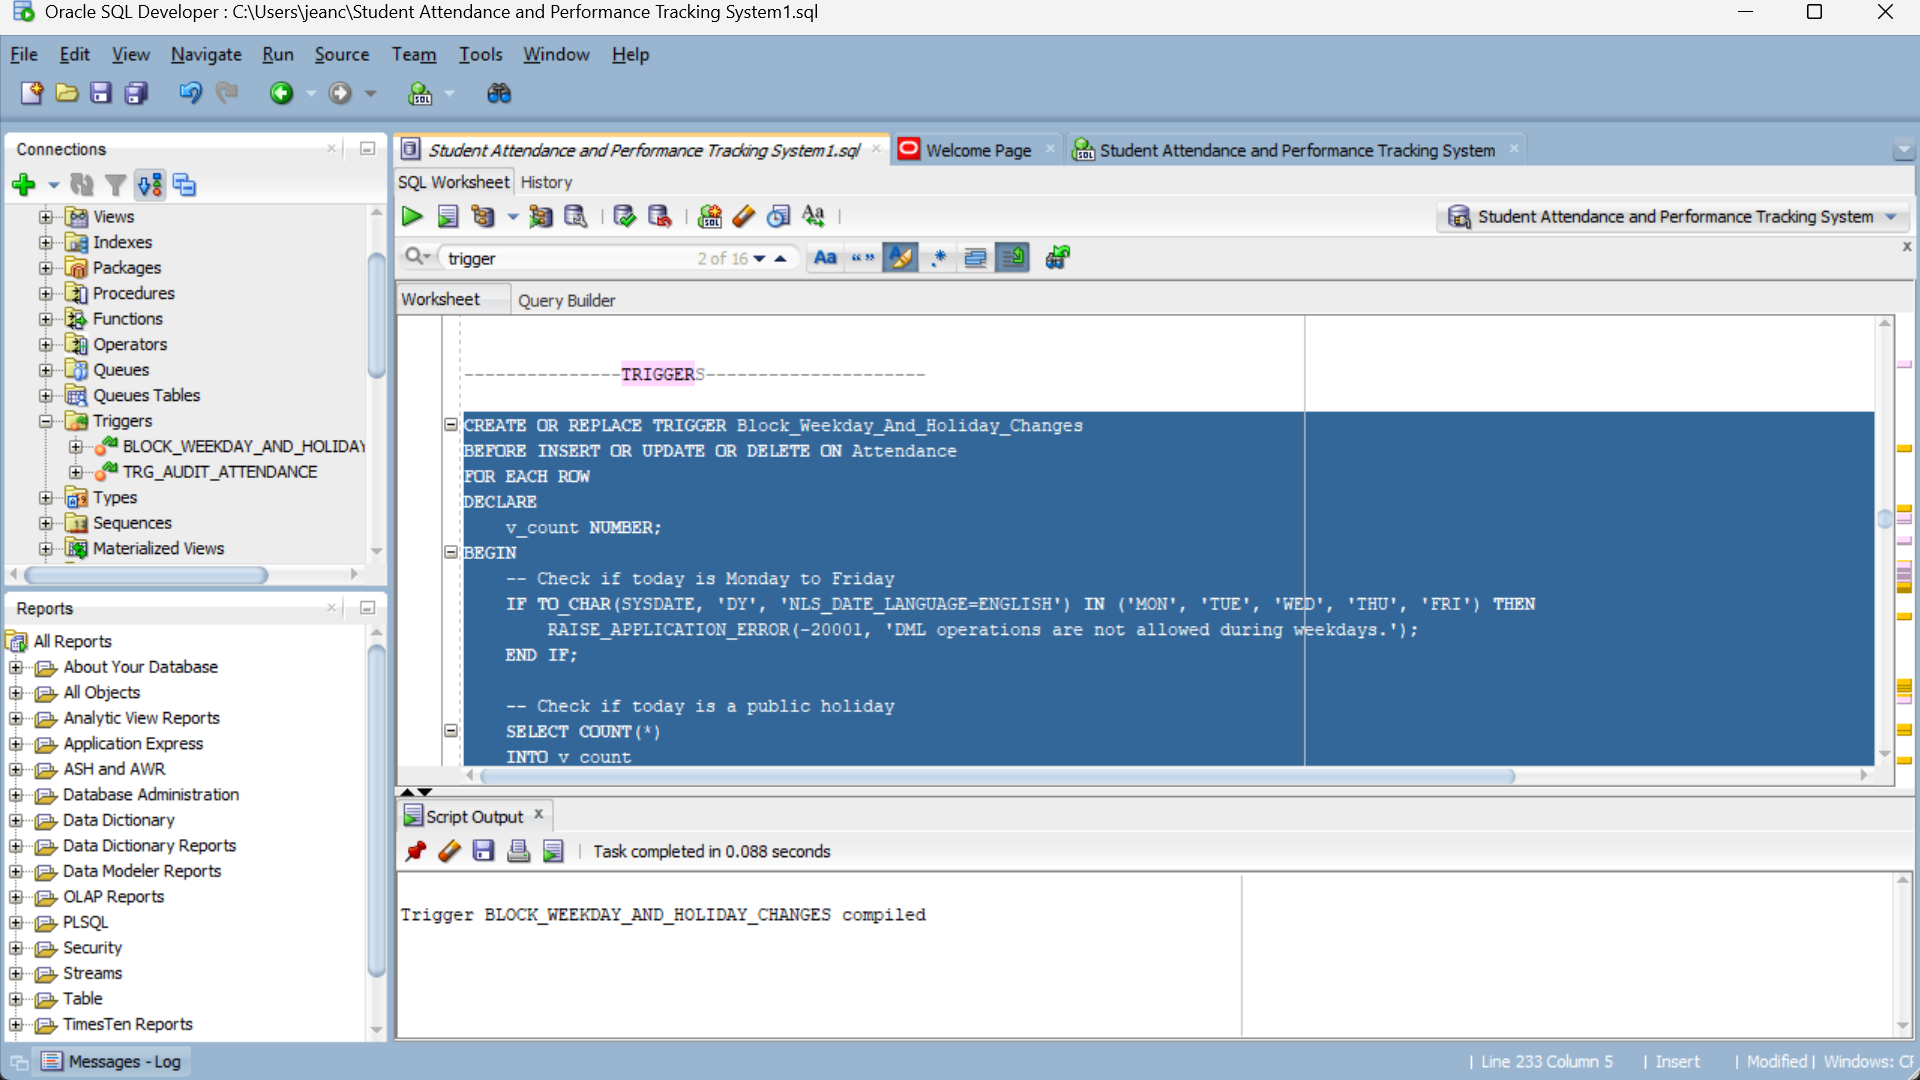 Oracle SQL Developer : C:\Users\jeanc\Student Attendance and Performance Tracking System1.sql
File Edit View Navigate Run Source Team Tools Window Help
Connections
Views
Indexes
Packages
Procedures
Functions
Operators
Queues
Queues Tables
Triggers
BLOCK_WEEKDAY_AND_HOLIDAY
TRG_AUDIT_ATTENDANCE
Types
Sequences
Materialized Views
Reports
All Reports
About Your Database
All Objects
Analytic View Reports
Application Express
ASH and AWR
Database Administration
Data Dictionary
Data Dictionary Reports
Data Modeler Reports
OLAP Reports
PLSQL
Security
Streams
Table
TimesTen Reports
Student Attendance and Performance Tracking System1.sql
Welcome Page
Student Attendance and Performance Tracking System
SQL Worksheet History
Student Attendance and Performance Tracking System
trigger 2 of 16
Worksheet Query Builder
---------------TRIGGERS---------------------
CREATE OR REPLACE TRIGGER Block_Weekday_And_Holiday_Changes
BEFORE INSERT OR UPDATE OR DELETE ON Attendance
FOR EACH ROW
DECLARE
v_count NUMBER;
BEGIN
-- Check if today is Monday to Friday
IF TO_CHAR(SYSDATE, 'DY', 'NLS_DATE_LANGUAGE=ENGLISH') IN ('MON', 'TUE', 'WED', 'THU', 'FRI') THEN
RAISE_APPLICATION_ERROR(-20001, 'DML operations are not allowed during weekdays.');
END IF;
-- Check if today is a public holiday
SELECT COUNT(*)
INTO v_count
Script Output
Task completed in 0.088 seconds
Trigger BLOCK_WEEKDAY_AND_HOLIDAY_CHANGES compiled
Messages - Log
| Line 233 Column 5 | Insert | Modified | Windows: CF